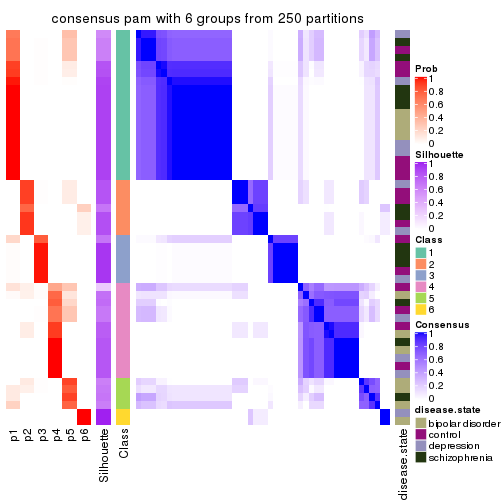 consensus pam with 6 groups from 250 partitions
Prob
1
0.8
0.6
0.4
0.2
0
Silhouette
1
0.8
0.6
0.4
0.2
0
Class
1
2
3
4
5
6
Consensus
1
0.8
0.6
0.4
0.2
0
disease.state
bipolar disorder
control
depression
schizophrenia
p1
p2
p3
p4
p5
p6
Silhouette
Class
disease.state